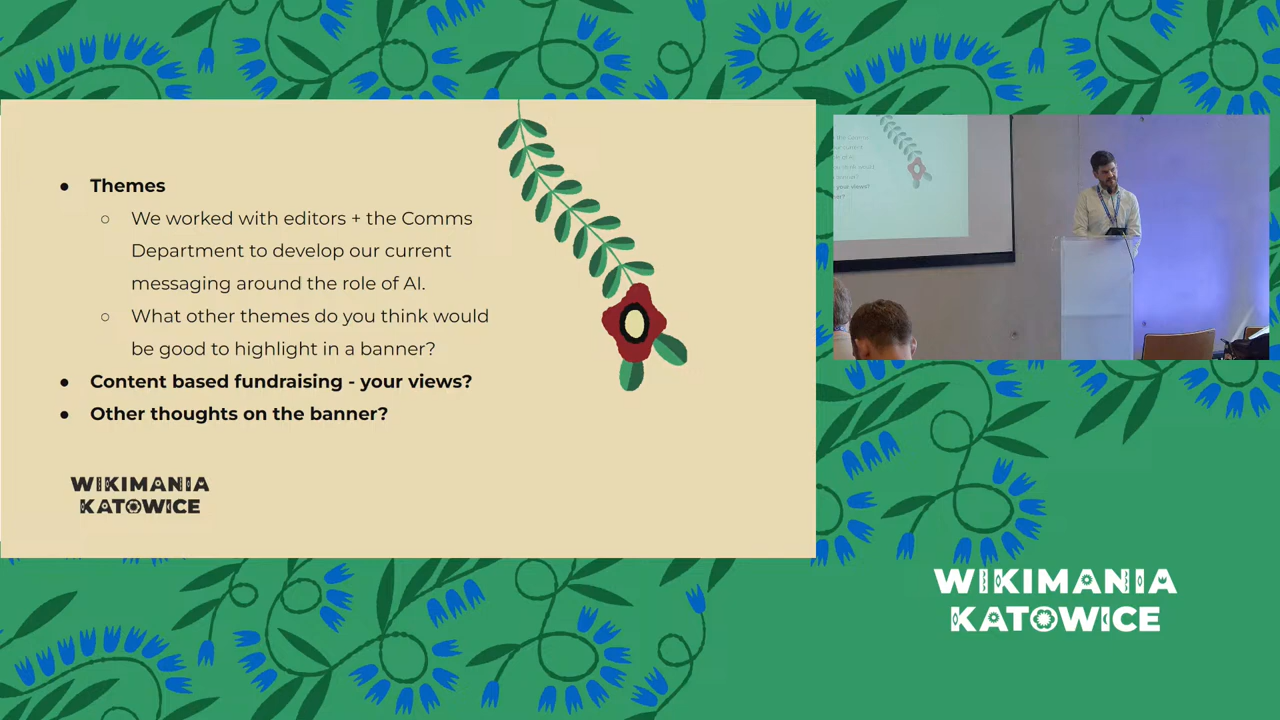 ● Themes
○ We worked with editors + the Comms
Department to develop our current
messaging around the role of AI.
○ What other themes do you think would
be good to highlight in a banner?
● Content based fundraising - your views?
● Other thoughts on the banner?
WIKIMANIA
KATOWICE
your views?
WIKIMANIA
KATOWICE